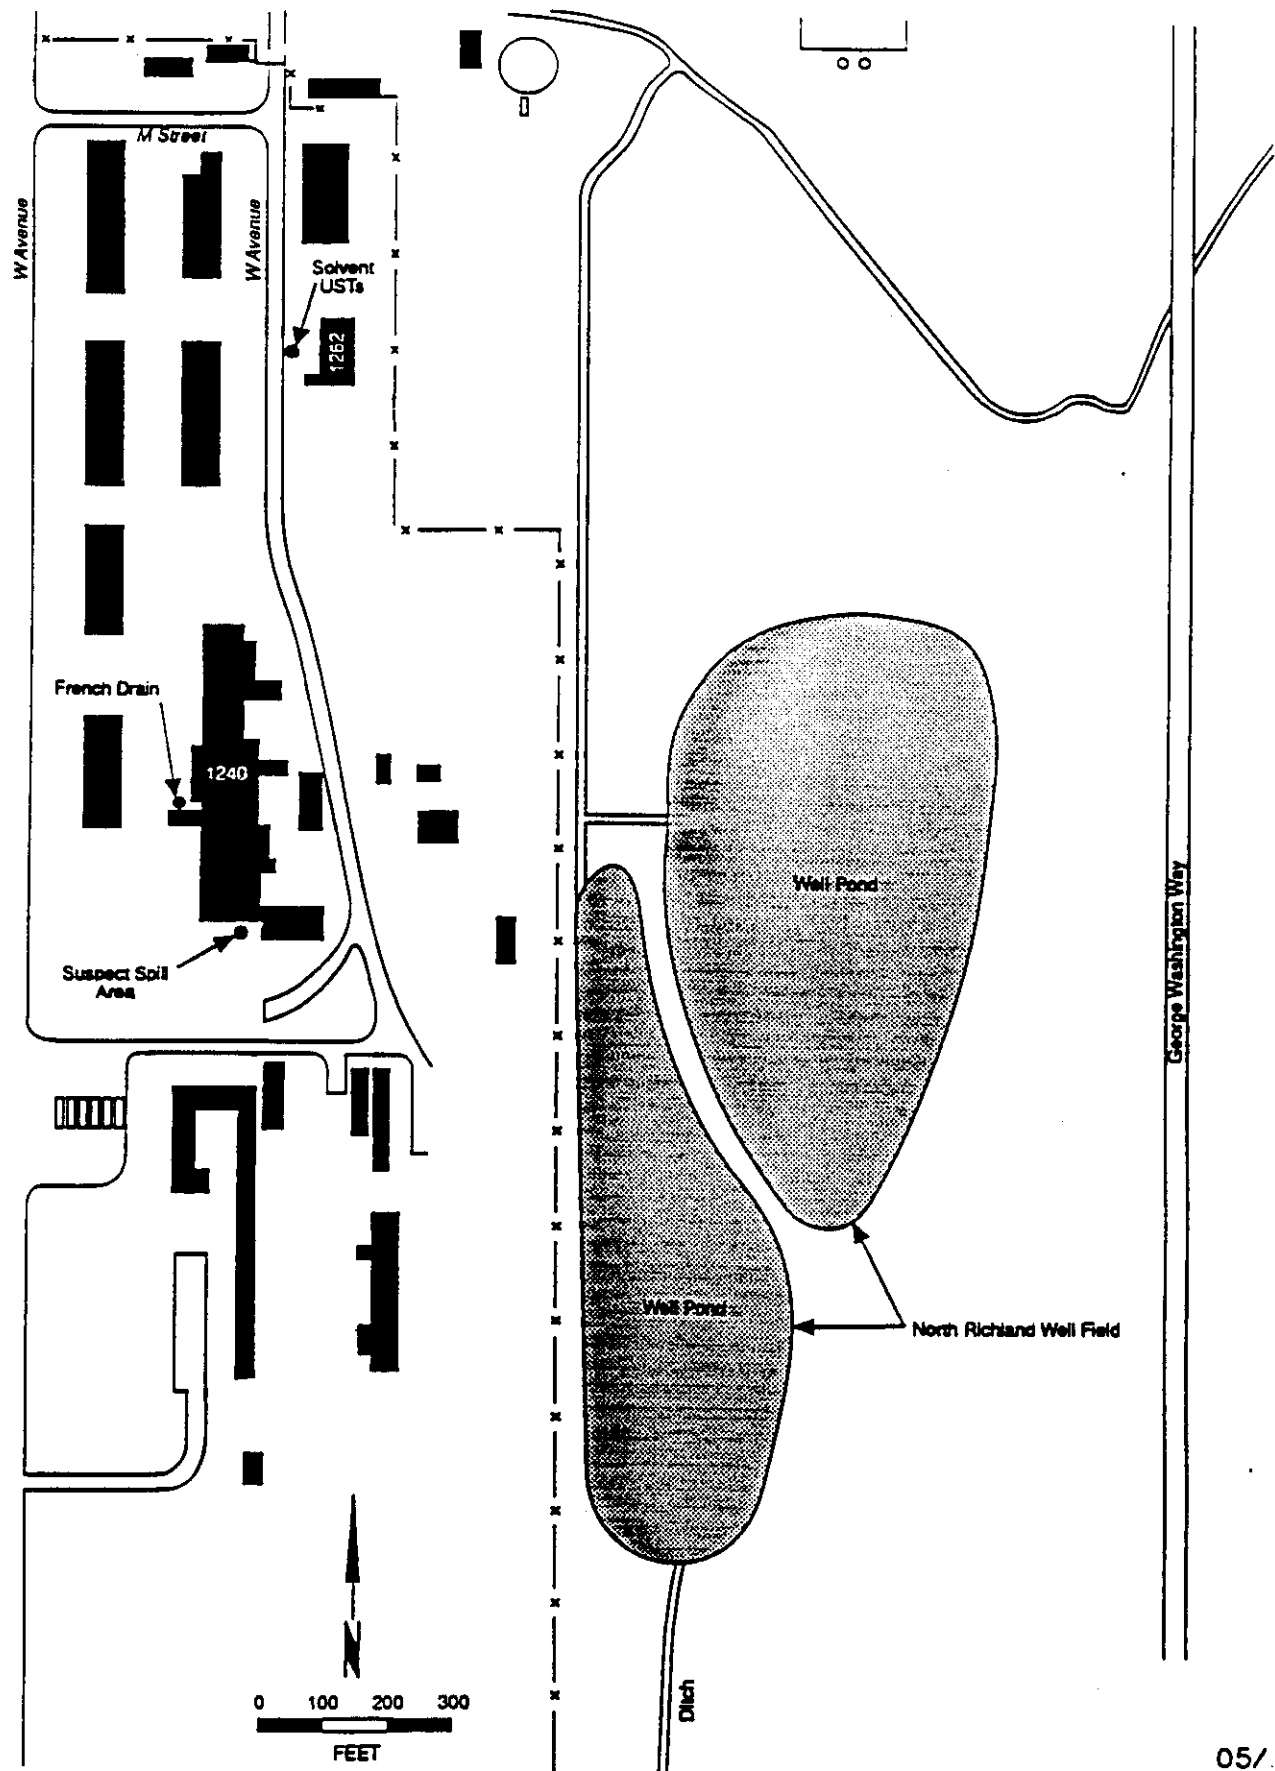 M Street
W Avenue
W Avenue
Solvent
USTs
1262
French Drain
1240
Well Pond
George Washington Way
Suspect Spill
Area
Well Pond
North Richland Well Field
N
Ditch
0 100 200 300
FEET
05/